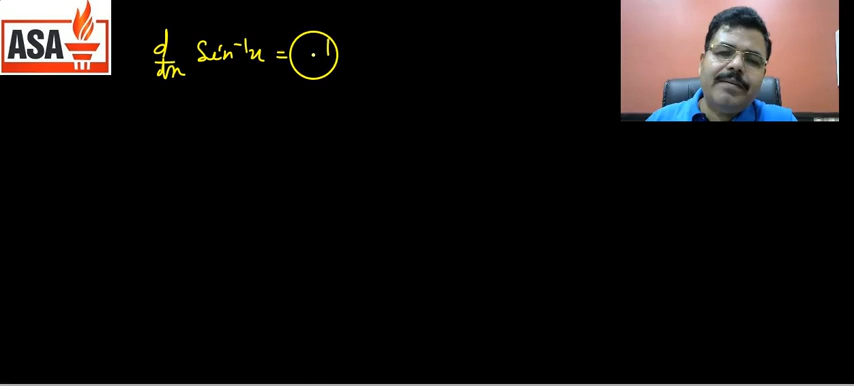 ASA
d/dx Sin⁻¹x = 1